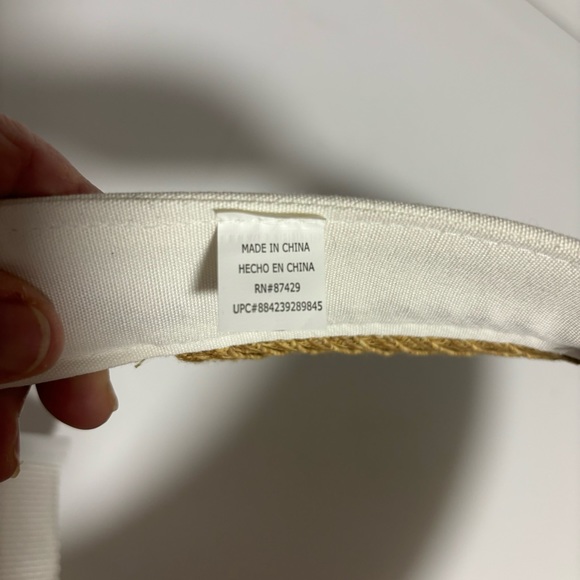 MADE IN CHINA
HECHO EN CHINA
RN#87429
UPC#884239289845